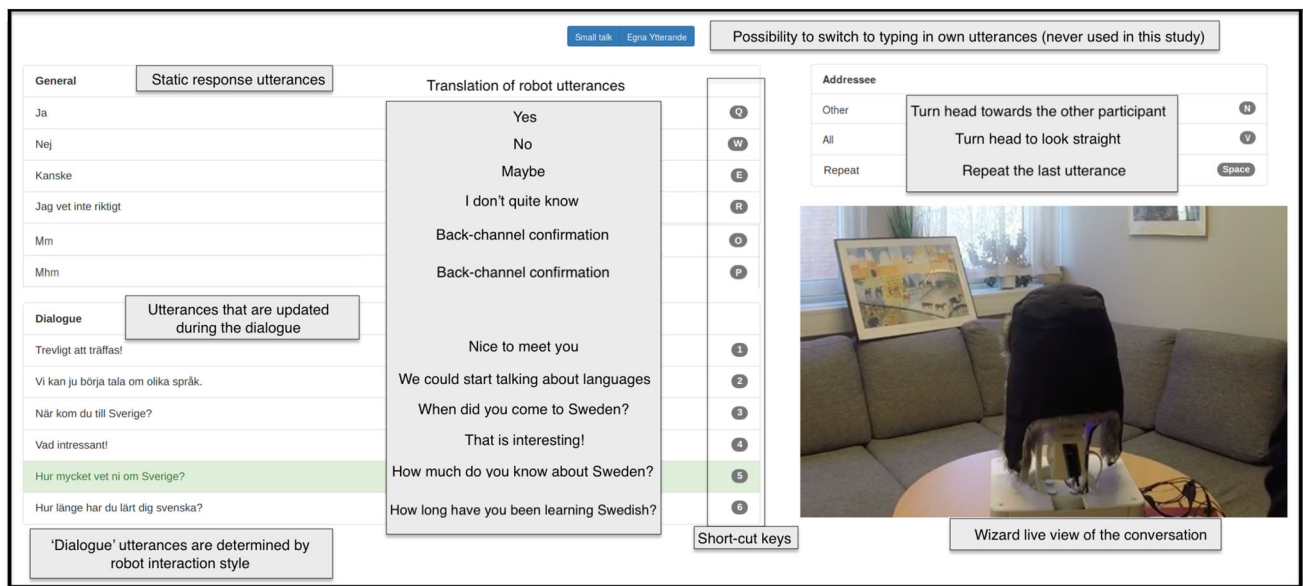 Small talk Egna Ytterande
Possibility to switch to typing in own utterances (never used in this study)
General
Static response utterances
Translation of robot utterances
Ja Yes Q
Nej No W
Kanske Maybe E
Jag vet inte riktigt I don't quite know R
Mm Back-channel confirmation O
Mhm Back-channel confirmation P
Dialogue
Utterances that are updated
during the dialogue
Trevligt att träffas! Nice to meet you 1
Vi kan ju börja tala om olika språk. We could start talking about languages 2
När kom du till Sverige? When did you come to Sweden? 3
Vad intressant! That is interesting! 4
Hur mycket vet ni om Sverige? How much do you know about Sweden? 5
Hur länge har du lärt dig svenska? How long have you been learning Swedish? 6
'Dialogue' utterances are determined by
robot interaction style
Short-cut keys
Addressee
Other Turn head towards the other participant N
All Turn head to look straight V
Repeat Repeat the last utterance Space
Wizard live view of the conversation